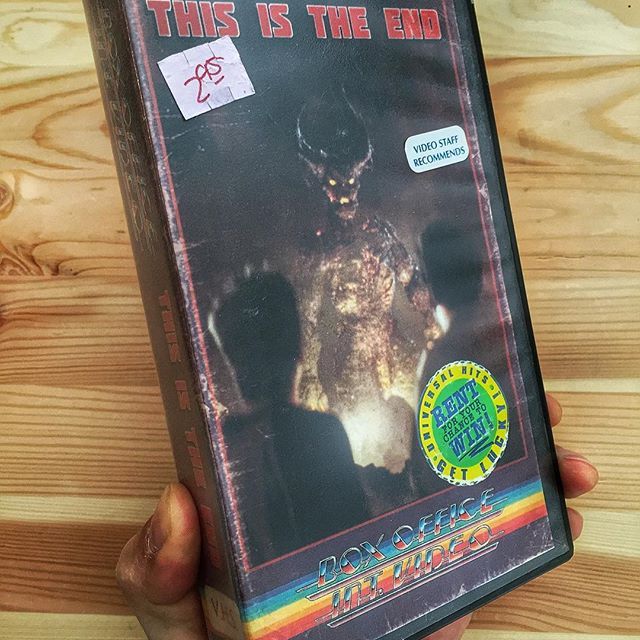 THIS IS THE END
2.95
VIDEO STAFF
RECOMMENDS
THIS IS THE END
UNIVERSAL HITS
RENT
FOR YOUR
CHANCE TO
WIN!
GET LUCKY!
BOX OFFICE
INT. VIDEO